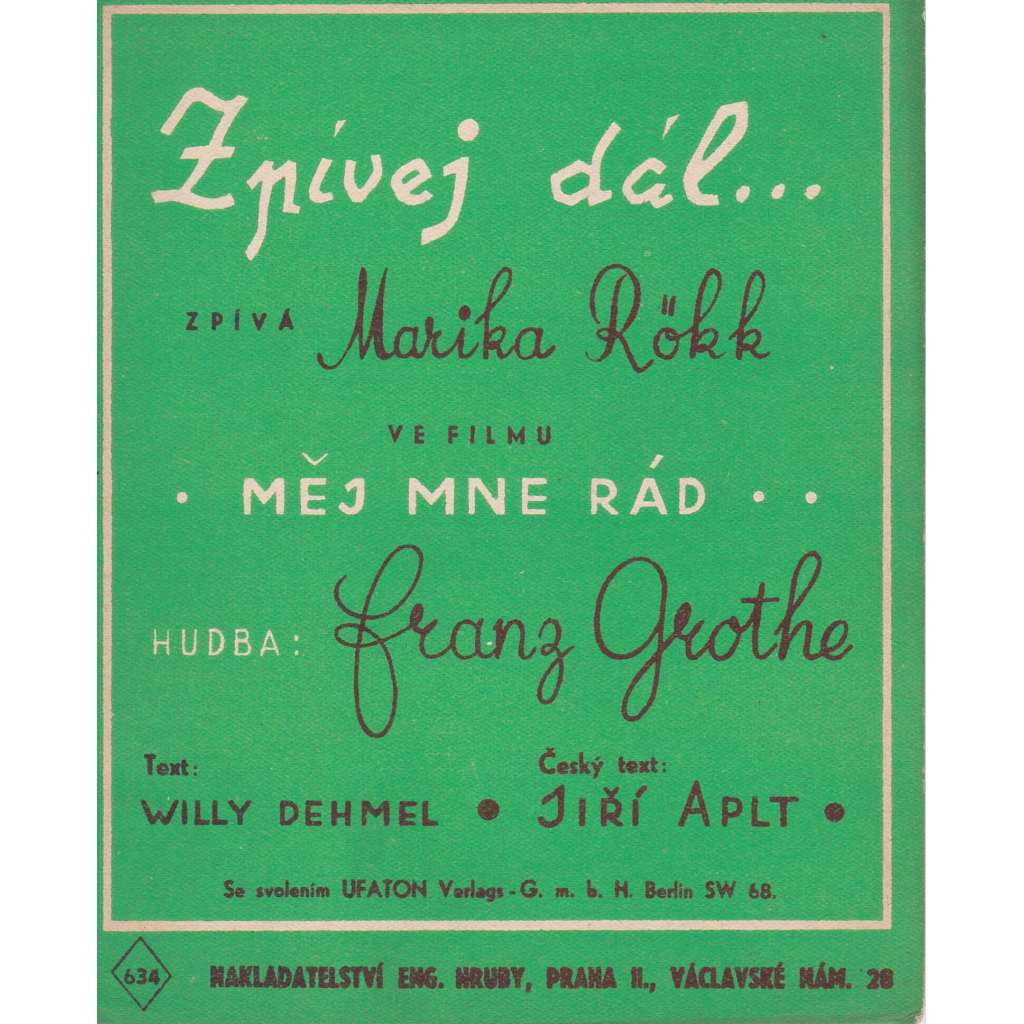 Zpívej dál...
ZPÍVÁ Marika Rökk
VE FILMU
• MĚJ MNE RÁD • •
HUDBA: Franz Grothe
Text: Český text:
WILLY DEHMEL • JIŘÍ APLT •
Se svolením UFATON Verlags - G. m. b. H. Berlin SW 68.
634 NAKLADATELSTVÍ ENG. HRUBY, PRAHA II., VÁCLAVSKÉ NÁM. 28